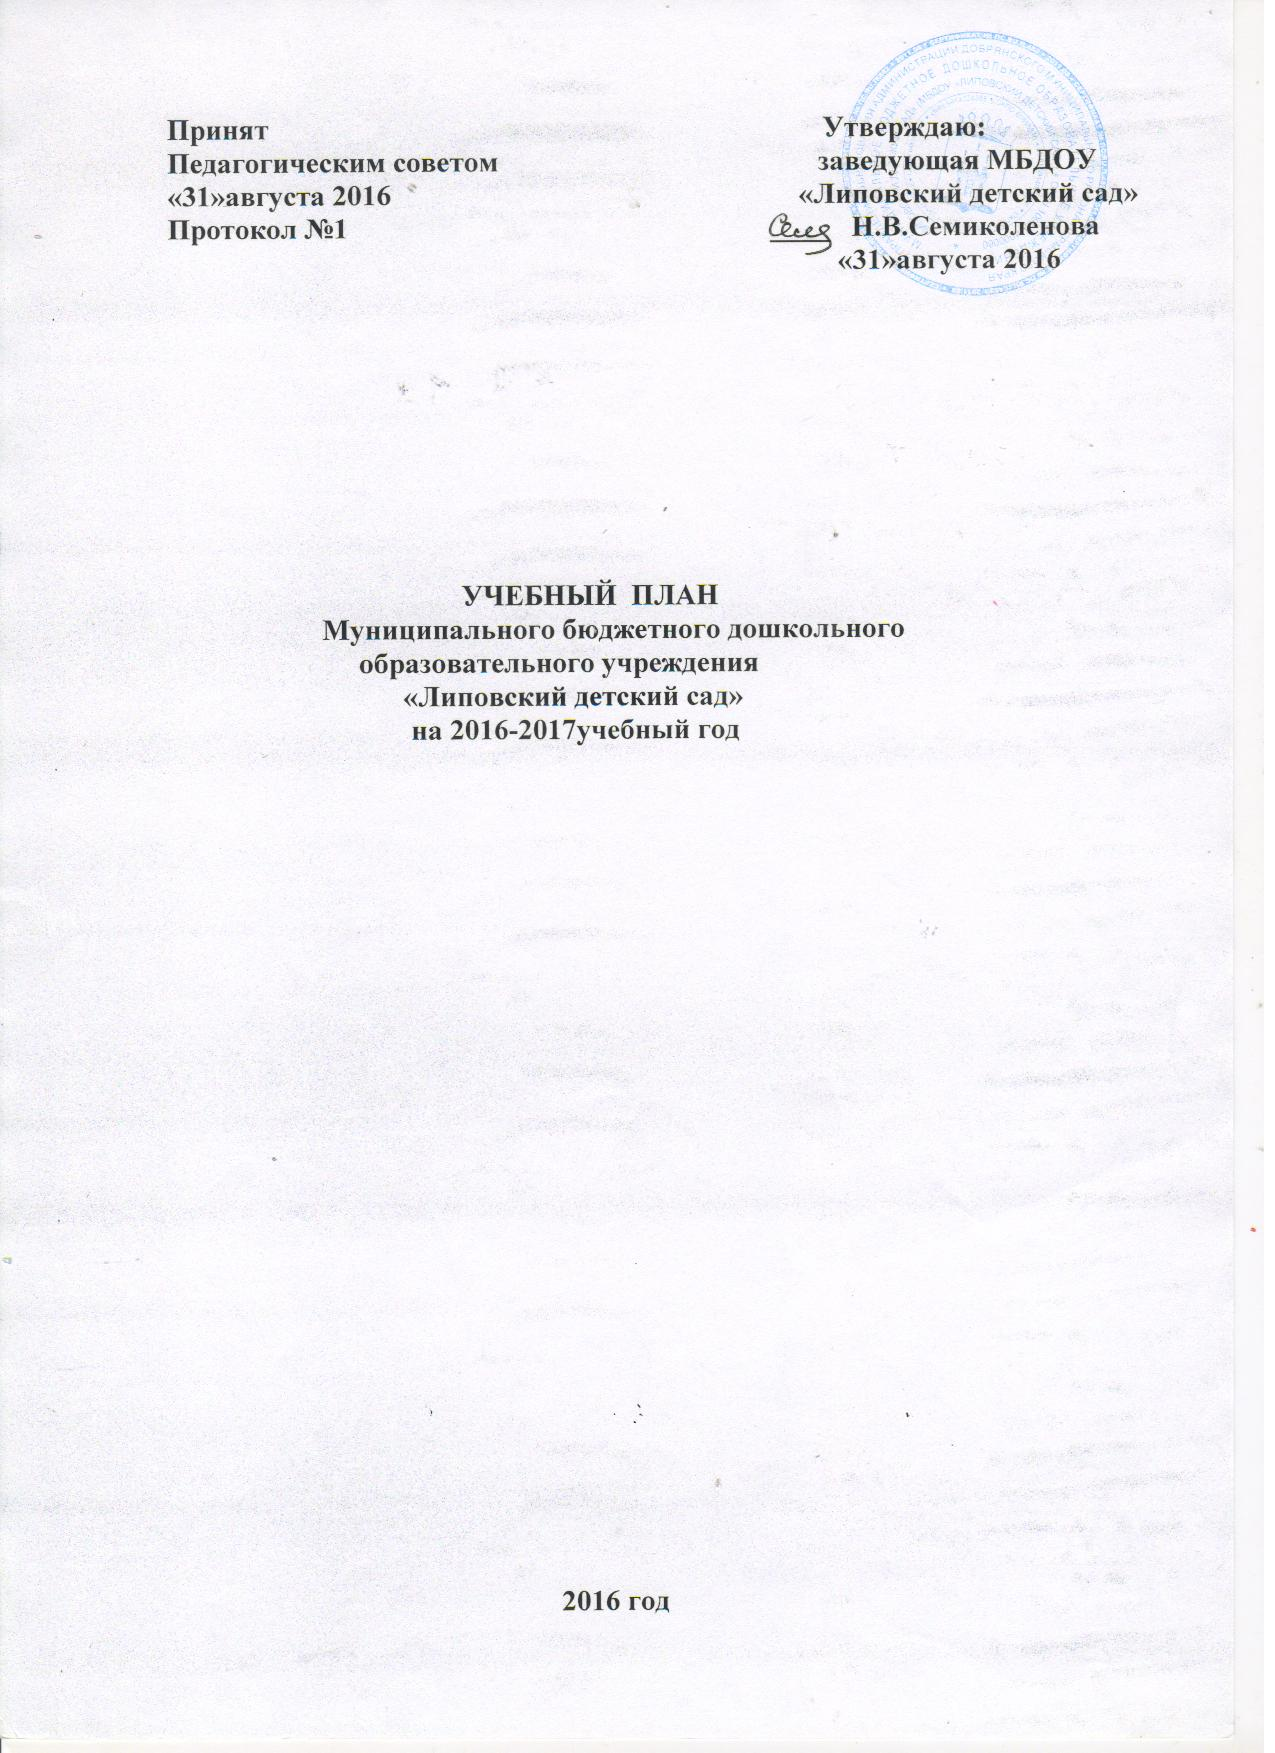 Принят
Педагогическим советом
«31»августа 2016
Протокол №1
Утверждаю:
заведующая МБДОУ
«Липовский детский сад»
Н.В.Семиколенова
«31»августа 2016
УЧЕБНЫЙ ПЛАН
Муниципального бюджетного дошкольного
образовательного учреждения
«Липовский детский сад»
на 2016-2017учебный год
2016 год